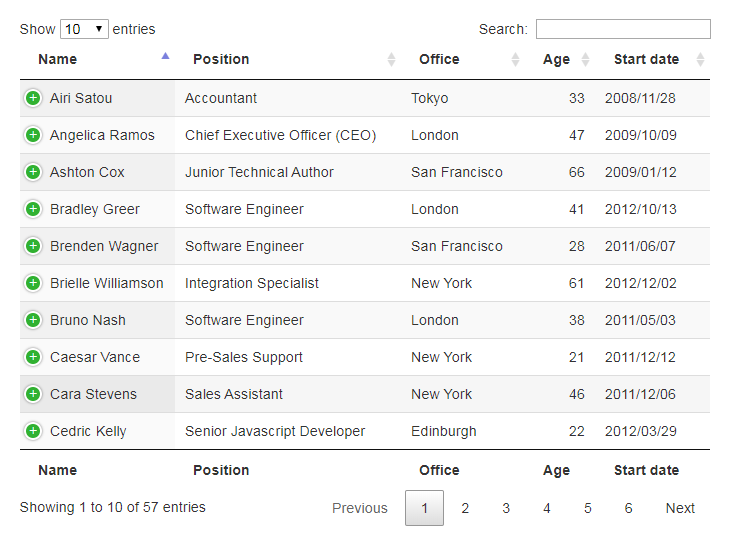 Show 10 entries Search:
Name Position Office Age Start date
Airi Satou Accountant Tokyo 33 2008/11/28
Angelica Ramos Chief Executive Officer (CEO) London 47 2009/10/09
Ashton Cox Junior Technical Author San Francisco 66 2009/01/12
Bradley Greer Software Engineer London 41 2012/10/13
Brenden Wagner Software Engineer San Francisco 28 2011/06/07
Brielle Williamson Integration Specialist New York 61 2012/12/02
Bruno Nash Software Engineer London 38 2011/05/03
Caesar Vance Pre-Sales Support New York 21 2011/12/12
Cara Stevens Sales Assistant New York 46 2011/12/06
Cedric Kelly Senior Javascript Developer Edinburgh 22 2012/03/29
Name Position Office Age Start date
Showing 1 to 10 of 57 entries Previous 1 2 3 4 5 6 Next